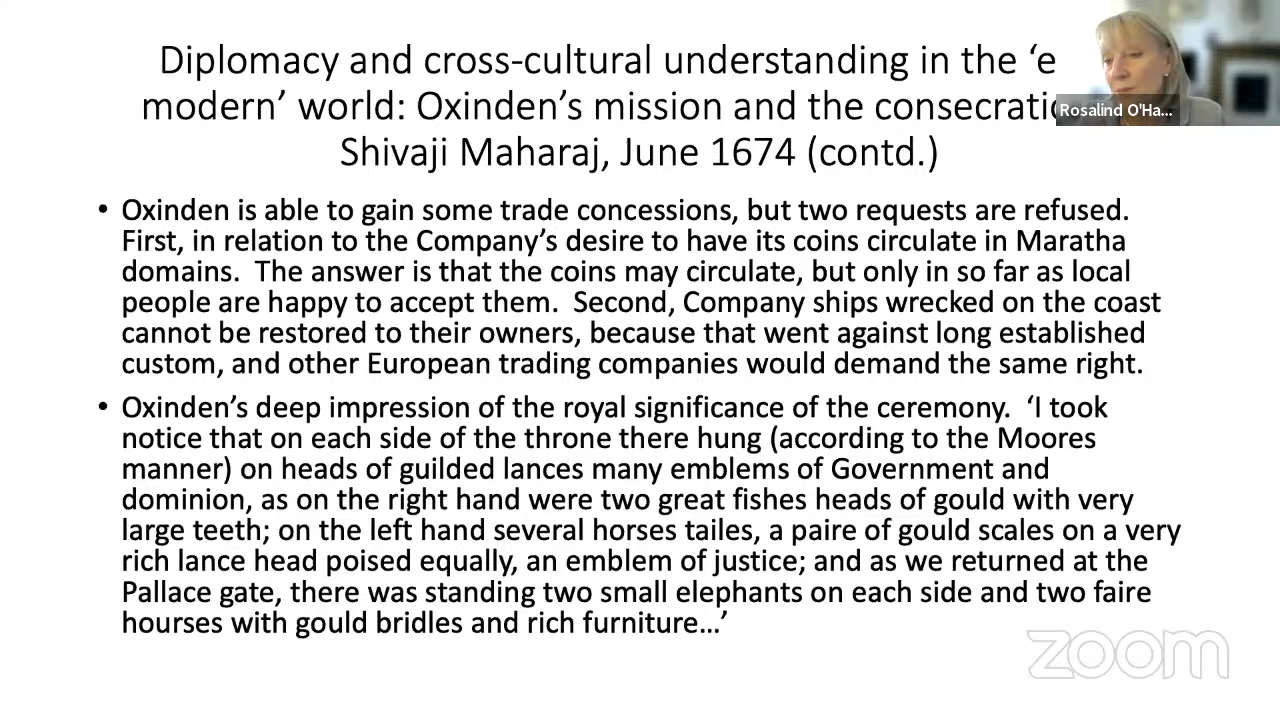 Diplomacy and cross-cultural understanding in the ‘e
modern’ world: Oxinden’s mission and the consecratio
Shivaji Maharaj, June 1674 (contd.)
Rosalind O'Ha...
• Oxinden is able to gain some trade concessions, but two requests are refused.
First, in relation to the Company’s desire to have its coins circulate in Maratha
domains.  The answer is that the coins may circulate, but only in so far as local
people are happy to accept them.  Second, Company ships wrecked on the coast
cannot be restored to their owners, because that went against long established
custom, and other European trading companies would demand the same right.
• Oxinden’s deep impression of the royal significance of the ceremony.  ‘I took
notice that on each side of the throne there hung (according to the Moores
manner) on heads of guilded lances many emblems of Government and
dominion, as on the right hand were two great fishes heads of gould with very
large teeth; on the left hand several horses tailes, a paire of gould scales on a very
rich lance head poised equally, an emblem of justice; and as we returned at the
Pallace gate, there was standing two small elephants on each side and two faire
hourses with gould bridles and rich furniture…’
zoom